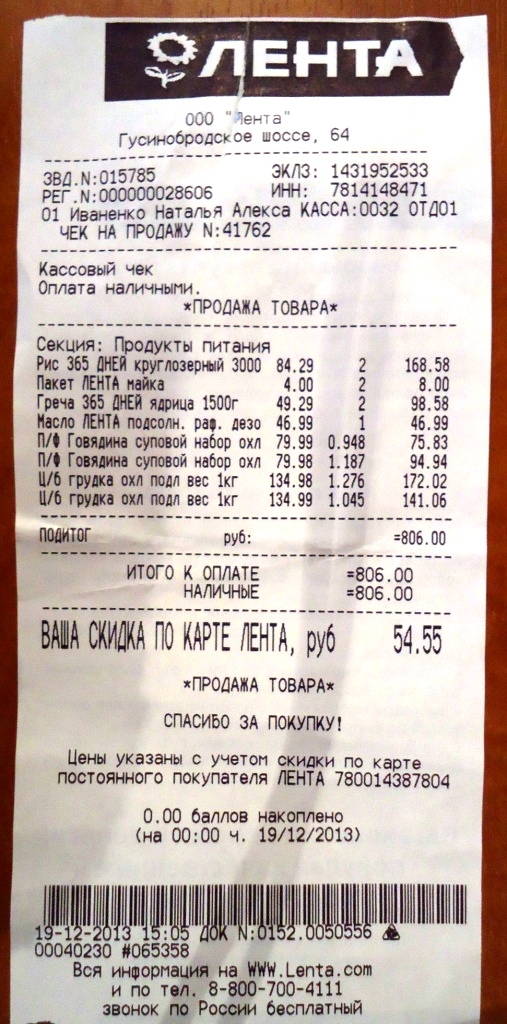 ЛЕНТА
ООО "Лента"
Гусинобродское шоссе, 64
ЗВД.N:015785 ЭКЛЗ: 1431952533
РЕГ.N:000000028606 ИНН: 7814148471
01 Иваненко Наталья Алекса КАССА:0032 ОТД01
ЧЕК НА ПРОДАЖУ N:41762
Кассовый чек
Оплата наличными.
*ПРОДАЖА ТОВАРА*
Секция: Продукты питания
Рис 365 ДНЕЙ круглозерный 3000 84.29 2 168.58
Пакет ЛЕНТА майка 4.00 2 8.00
Греча 365 ДНЕЙ ядрица 1500г 49.29 2 98.58
Масло ЛЕНТА подсолн. раф. дезо 46.99 1 46.99
П/Ф Говядина суповой набор охл 79.99 0.948 75.83
П/Ф Говядина суповой набор охл 79.98 1.187 94.94
Ц/б грудка охл подл вес 1кг 134.98 1.276 172.02
Ц/б грудка охл подл вес 1кг 134.99 1.045 141.06
ПОДИТОГ руб: =806.00
ИТОГО К ОПЛАТЕ =806.00
НАЛИЧНЫЕ =806.00
ВАША СКИДКА ПО КАРТЕ ЛЕНТА, руб 54.55
*ПРОДАЖА ТОВАРА*
СПАСИБО ЗА ПОКУПКУ!
Цены указаны с учетом скидки по карте
постоянного покупателя ЛЕНТА 780014387804
0.00 баллов накоплено
(на 00:00 ч. 19/12/2013)
19-12-2013 15:05 ДОК N:0152.0050556
00040230 #065358
Вся информация на WWW.Lenta.com
и по тел. 8-800-700-4111
звонок по России бесплатный